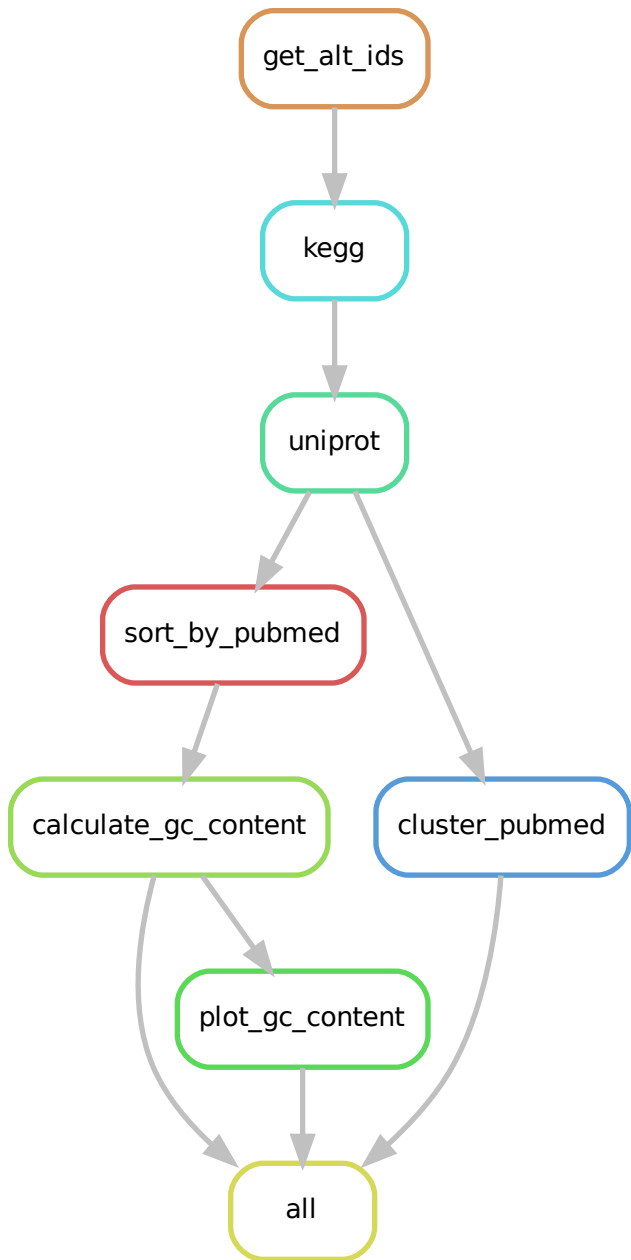 get_alt_ids
kegg
uniprot
sort_by_pubmed
calculate_gc_content
cluster_pubmed
plot_gc_content
all